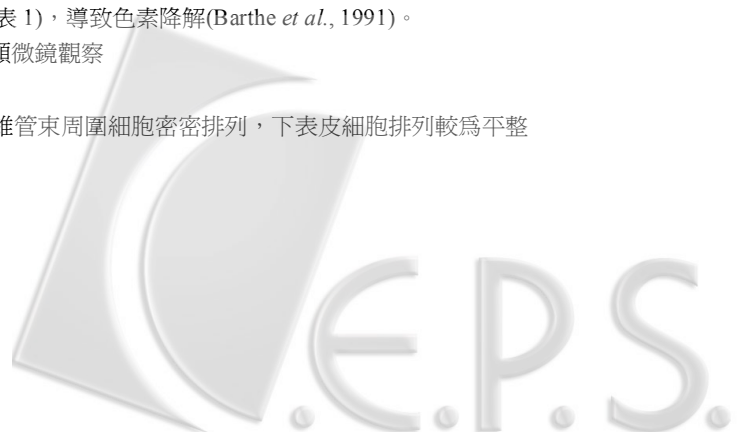 表 1)，導致色素降解(Barthe et al., 1991)。
顯微鏡觀察
維管束周圍細胞密密排列，下表皮細胞排列較為平整
C.E.P.S.